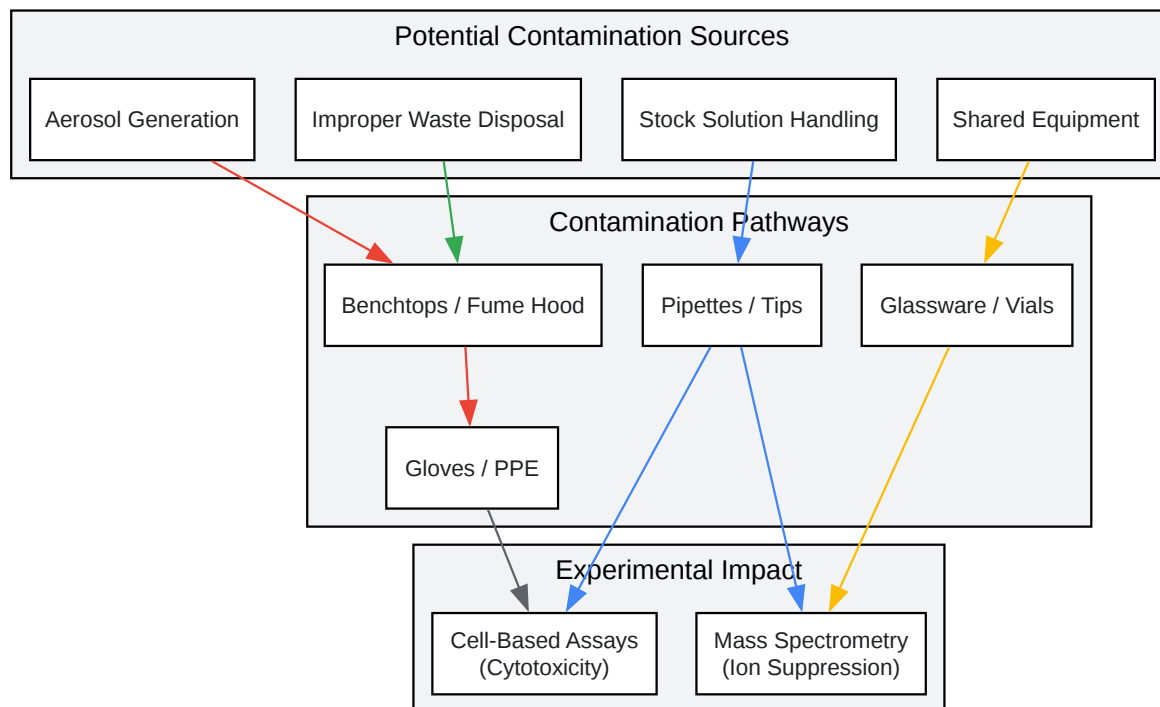 Potential Contamination Sources
Aerosol Generation
Improper Waste Disposal
Stock Solution Handling
Shared Equipment
Contamination Pathways
Benchtops / Fume Hood
Pipettes / Tips
Glassware / Vials
Gloves / PPE
Experimental Impact
Cell-Based Assays
(Cytotoxicity)
Mass Spectrometry
(Ion Suppression)